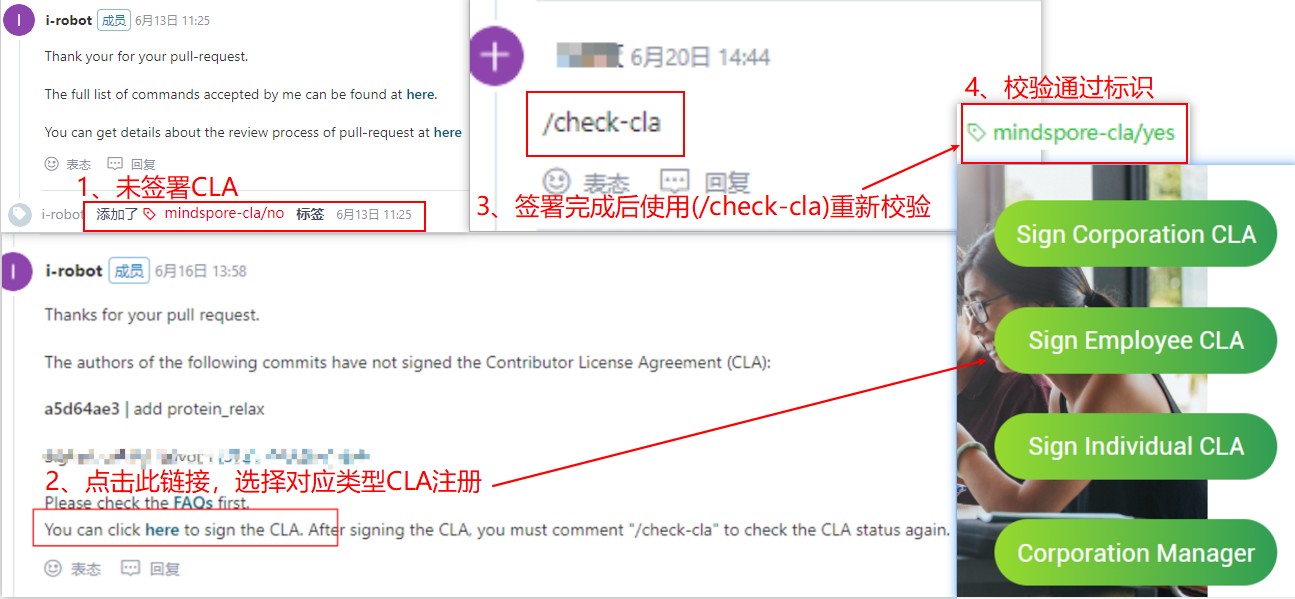 I
i-robot 成员 6月13日 11:25
Thank your for your pull-request.
The full list of commands accepted by me can be found at here.
You can get details about the review process of pull-request at here
表态 回复
1、未签署CLA
i-robot 添加了 mindspore-cla/no 标签 6月13日 11:25
6月20日 14:44
/check-cla
表态 回复
3、签署完成后使用(/check-cla)重新校验
4、校验通过标识
mindspore-cla/yes
I
i-robot 成员 6月16日 13:58
Thanks for your pull request.
The authors of the following commits have not signed the Contributor License Agreement (CLA):
a5d64ae3 | add protein_relax
2、点击此链接，选择对应类型CLA注册
Please check the FAQs first.
You can click here to sign the CLA. After signing the CLA, you must comment "/check-cla" to check the CLA status again.
表态 回复
Sign Corporation CLA
Sign Employee CLA
Sign Individual CLA
Corporation Manager